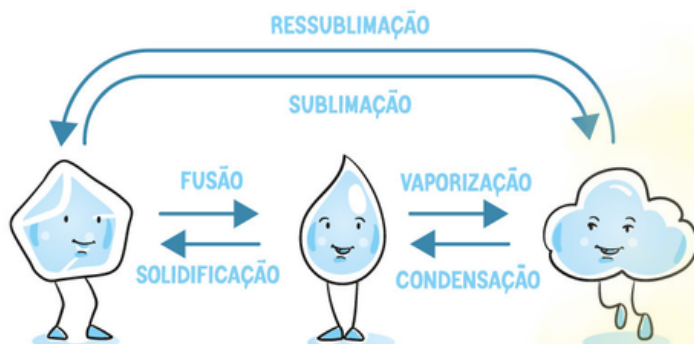 RESSUBLIMAÇÃO
SUBLIMAÇÃO
FUSÃO
VAPORIZAÇÃO
SOLIDIFICAÇÃO
CONDENSAÇÃO